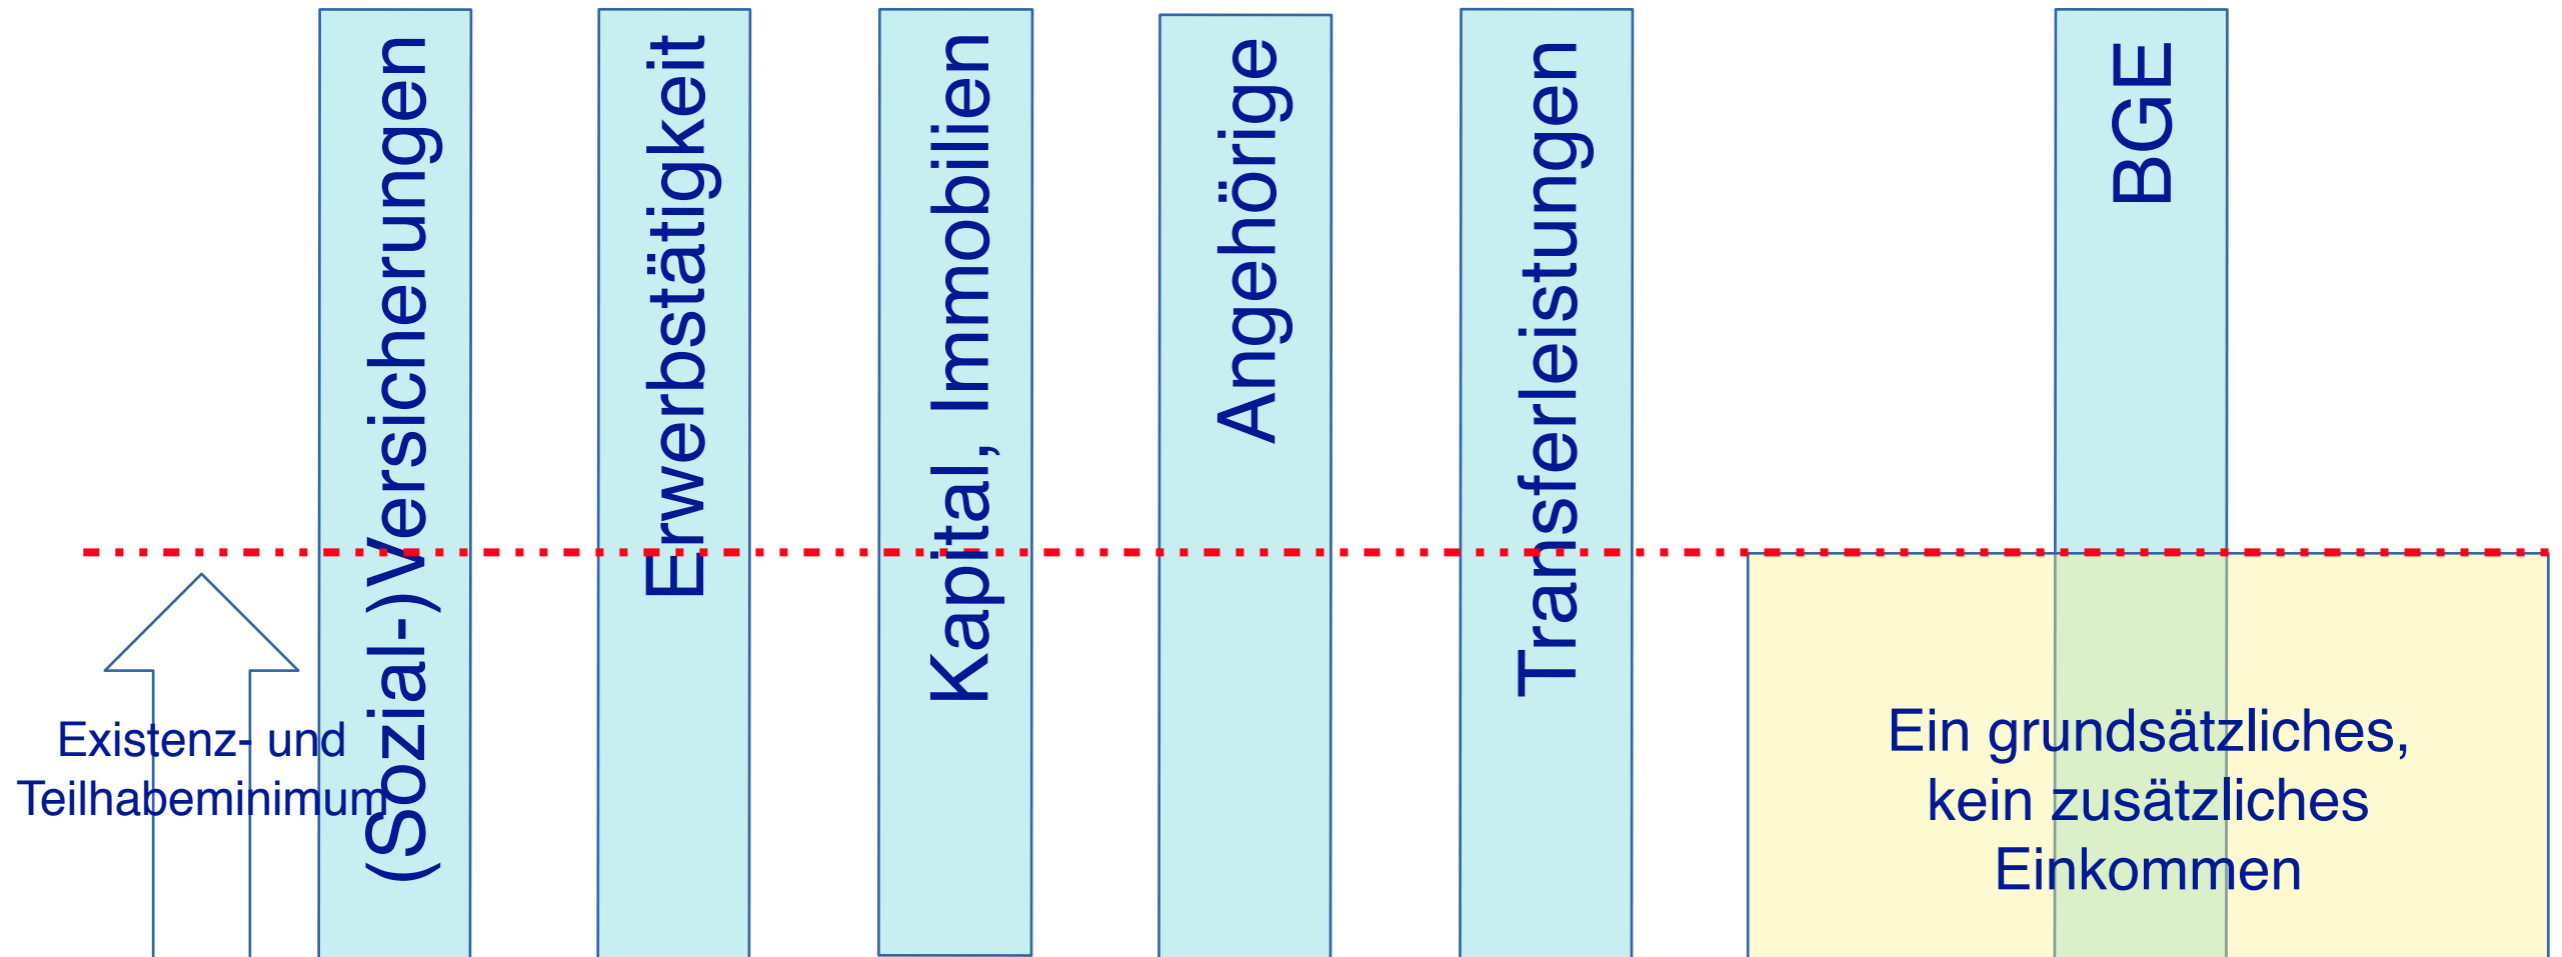 (Sozial-)Versicherungen
Erwerbstätigkeit
Kapital, Immobilien
Angehörige
Transferleistungen
BGE
Existenz- und
Teilhabeminimum
Ein grundsätzliches,
kein zusätzliches
Einkommen